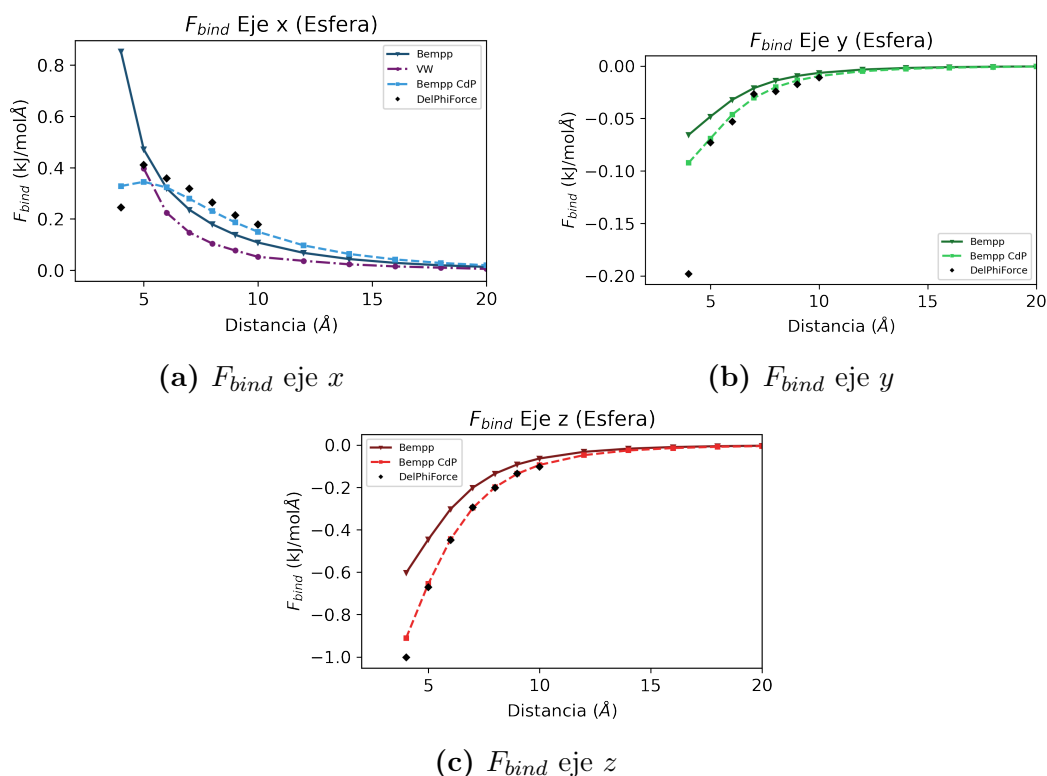 F_bind Eje x (Esfera)
Bempp
VW
Bempp CdP
DelPhiForce
F_bind (kJ/molÅ)
0.8
0.6
0.4
0.2
0.0
5 10 15 20
Distancia (Å)
(a) F_bind eje x
F_bind Eje y (Esfera)
F_bind (kJ/molÅ)
0.00
−0.05
−0.10
−0.15
−0.20
Bempp
Bempp CdP
DelPhiForce
5 10 15 20
Distancia (Å)
(b) F_bind eje y
F_bind Eje z (Esfera)
Bempp
Bempp CdP
DelPhiForce
F_bind (kJ/molÅ)
0.0
−0.2
−0.4
−0.6
−0.8
−1.0
5 10 15 20
Distancia (Å)
(c) F_bind eje z